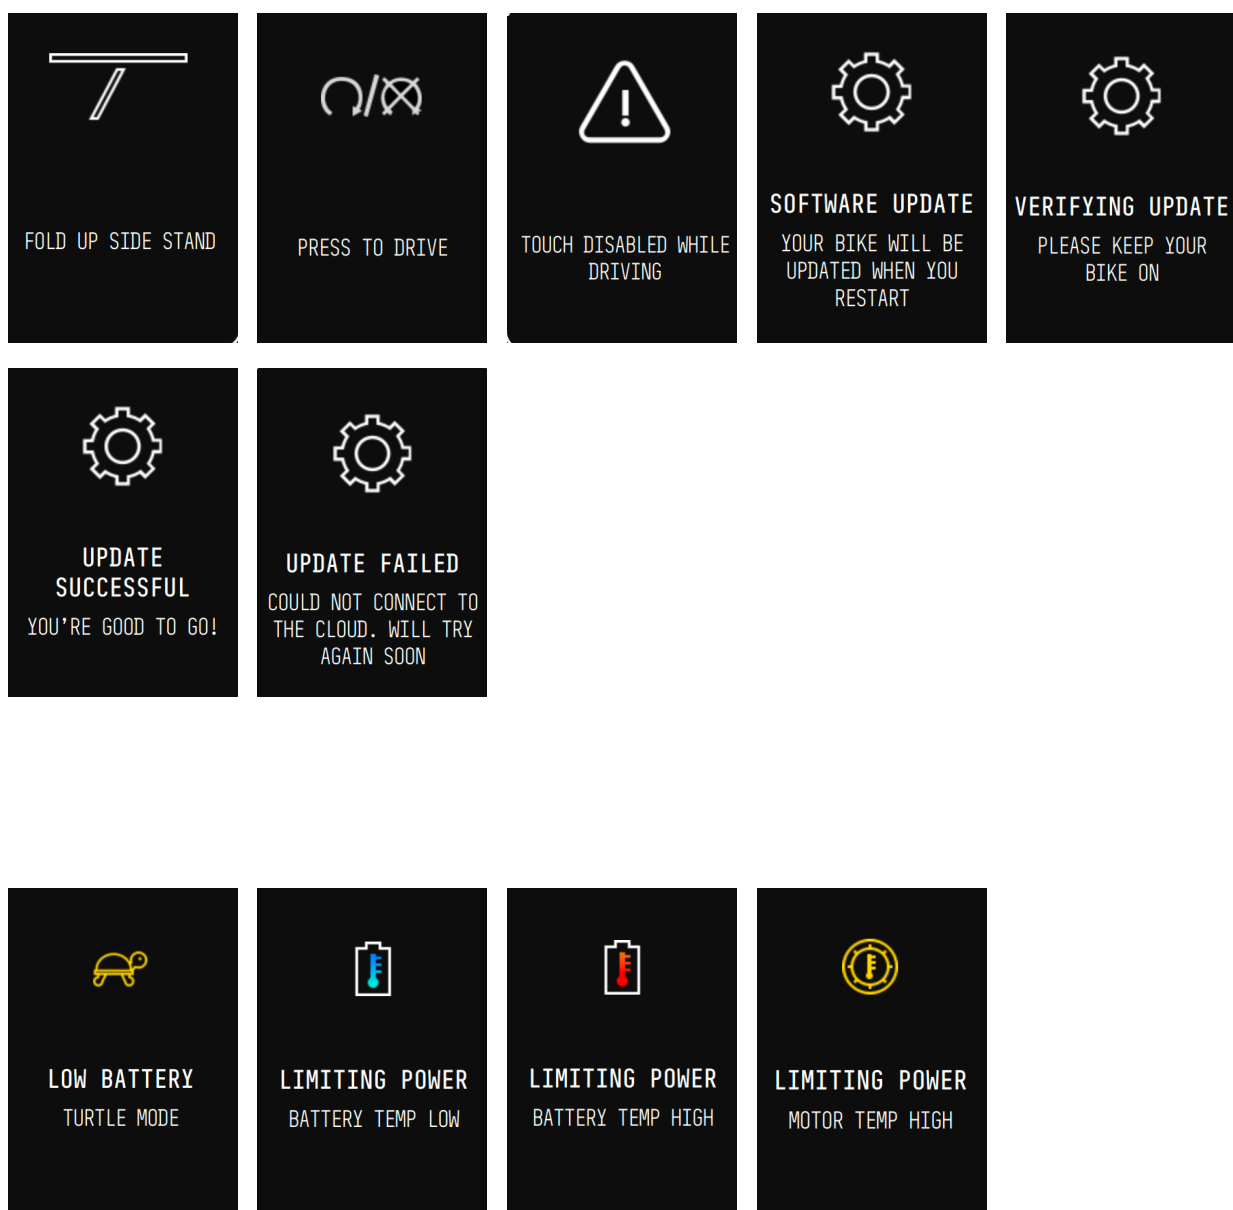 FOLD UP SIDE STAND
PRESS TO DRIVE
TOUCH DISABLED WHILE
DRIVING
SOFTWARE UPDATE
YOUR BIKE WILL BE
UPDATED WHEN YOU
RESTART
VERIFYING UPDATE
PLEASE KEEP YOUR
BIKE ON
UPDATE
SUCCESSFUL
YOU'RE GOOD TO GO!
UPDATE FAILED
COULD NOT CONNECT TO
THE CLOUD. WILL TRY
AGAIN SOON
LOW BATTERY
TURTLE MODE
LIMITING POWER
BATTERY TEMP LOW
LIMITING POWER
BATTERY TEMP HIGH
LIMITING POWER
MOTOR TEMP HIGH